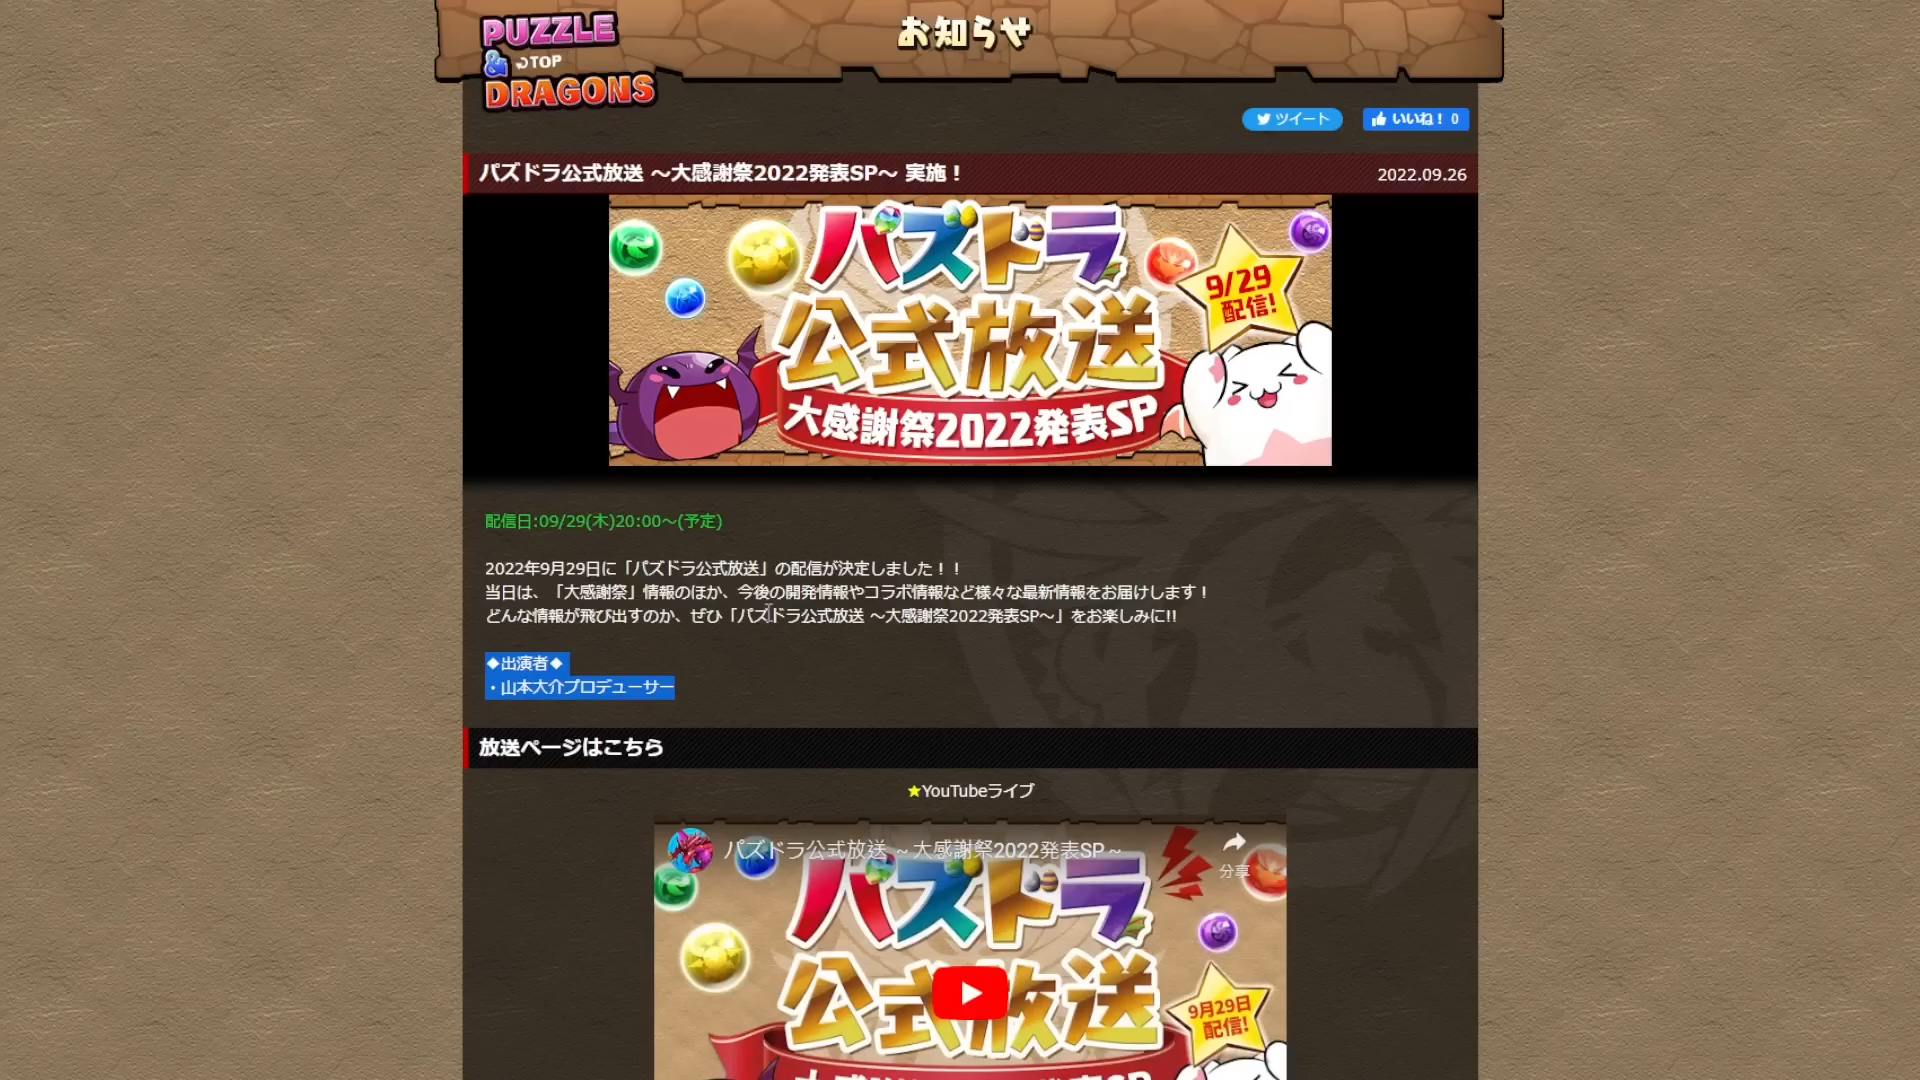 PUZZLE
& TOP
DRAGONS
お知らせ
ツイート
いいね！ 0
パズドラ公式放送 ～大感謝祭2022発表SP～ 実施！
2022.09.26
パズドラ
公式放送
大感謝祭2022発表SP
9/29
配信!
配信日:09/29(木)20:00～(予定)
2022年9月29日に「パズドラ公式放送」の配信が決定しました！！
当日は、「大感謝祭」情報のほか、今後の開発情報やコラボ情報など様々な最新情報をお届けします！
どんな情報が飛び出すのか、ぜひ「パズドラ公式放送 ～大感謝祭2022発表SP～」をお楽しみに!!
◆出演者◆
・山本大介プロデューサー
放送ページはこちら
★YouTubeライブ
パズドラ公式放送 ~ 大感謝祭2022発表SP ~
分享
パズドラ
公式放送
9月29日
配信!